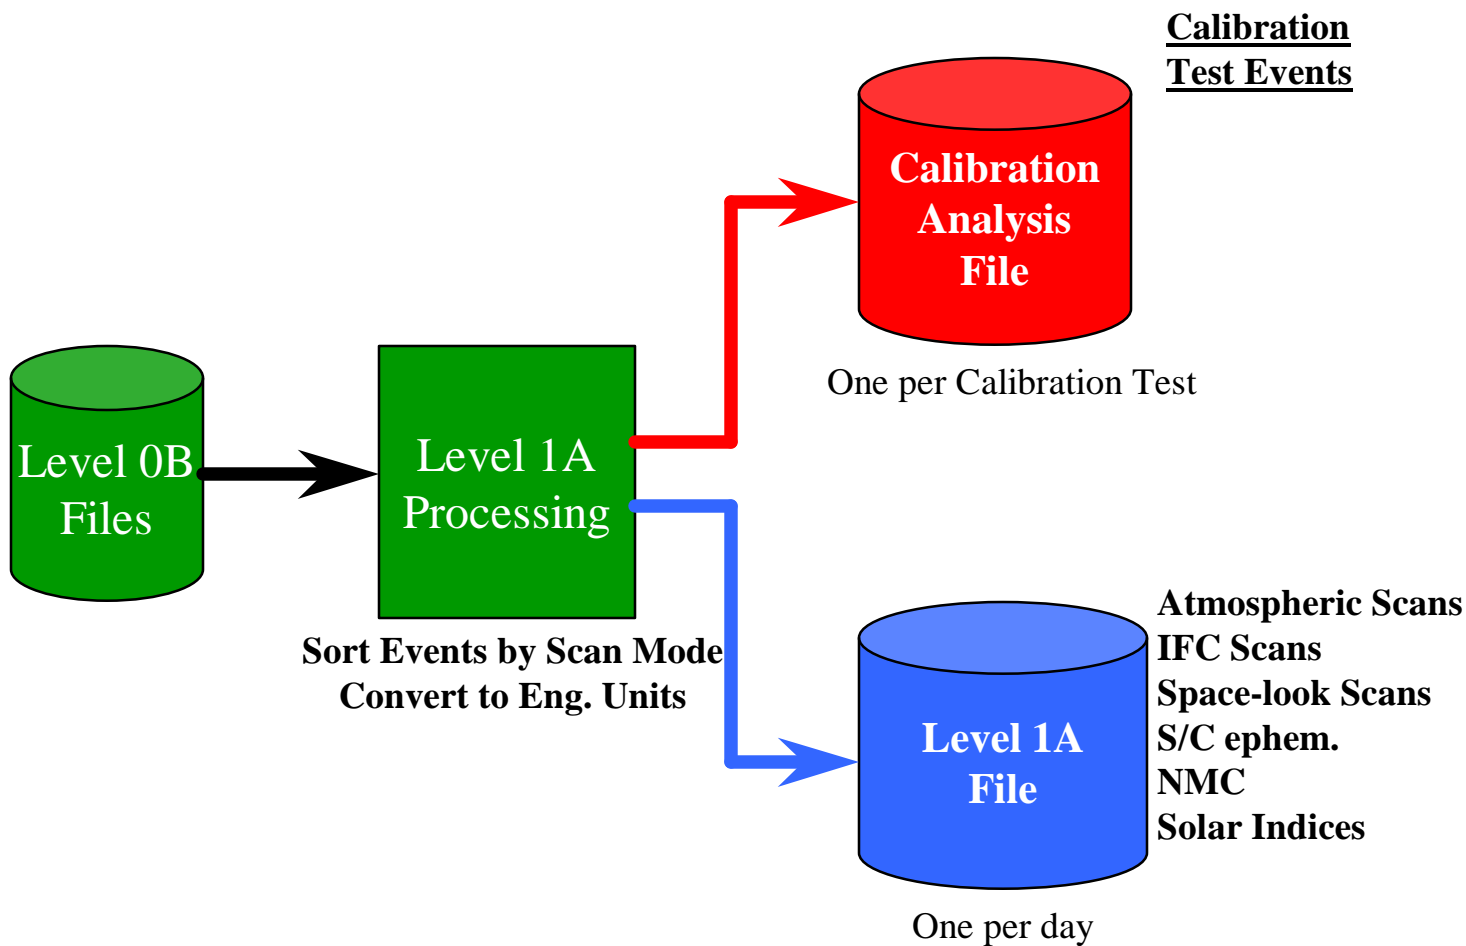 Calibration
Test Events
Calibration
Analysis
File
One per Calibration Test
Level 0B
Files
Level 1A
Processing
Sort Events by Scan Mode
Convert to Eng. Units
Level 1A
File
Atmospheric Scans
IFC Scans
Space-look Scans
S/C ephem.
NMC
Solar Indices
One per day